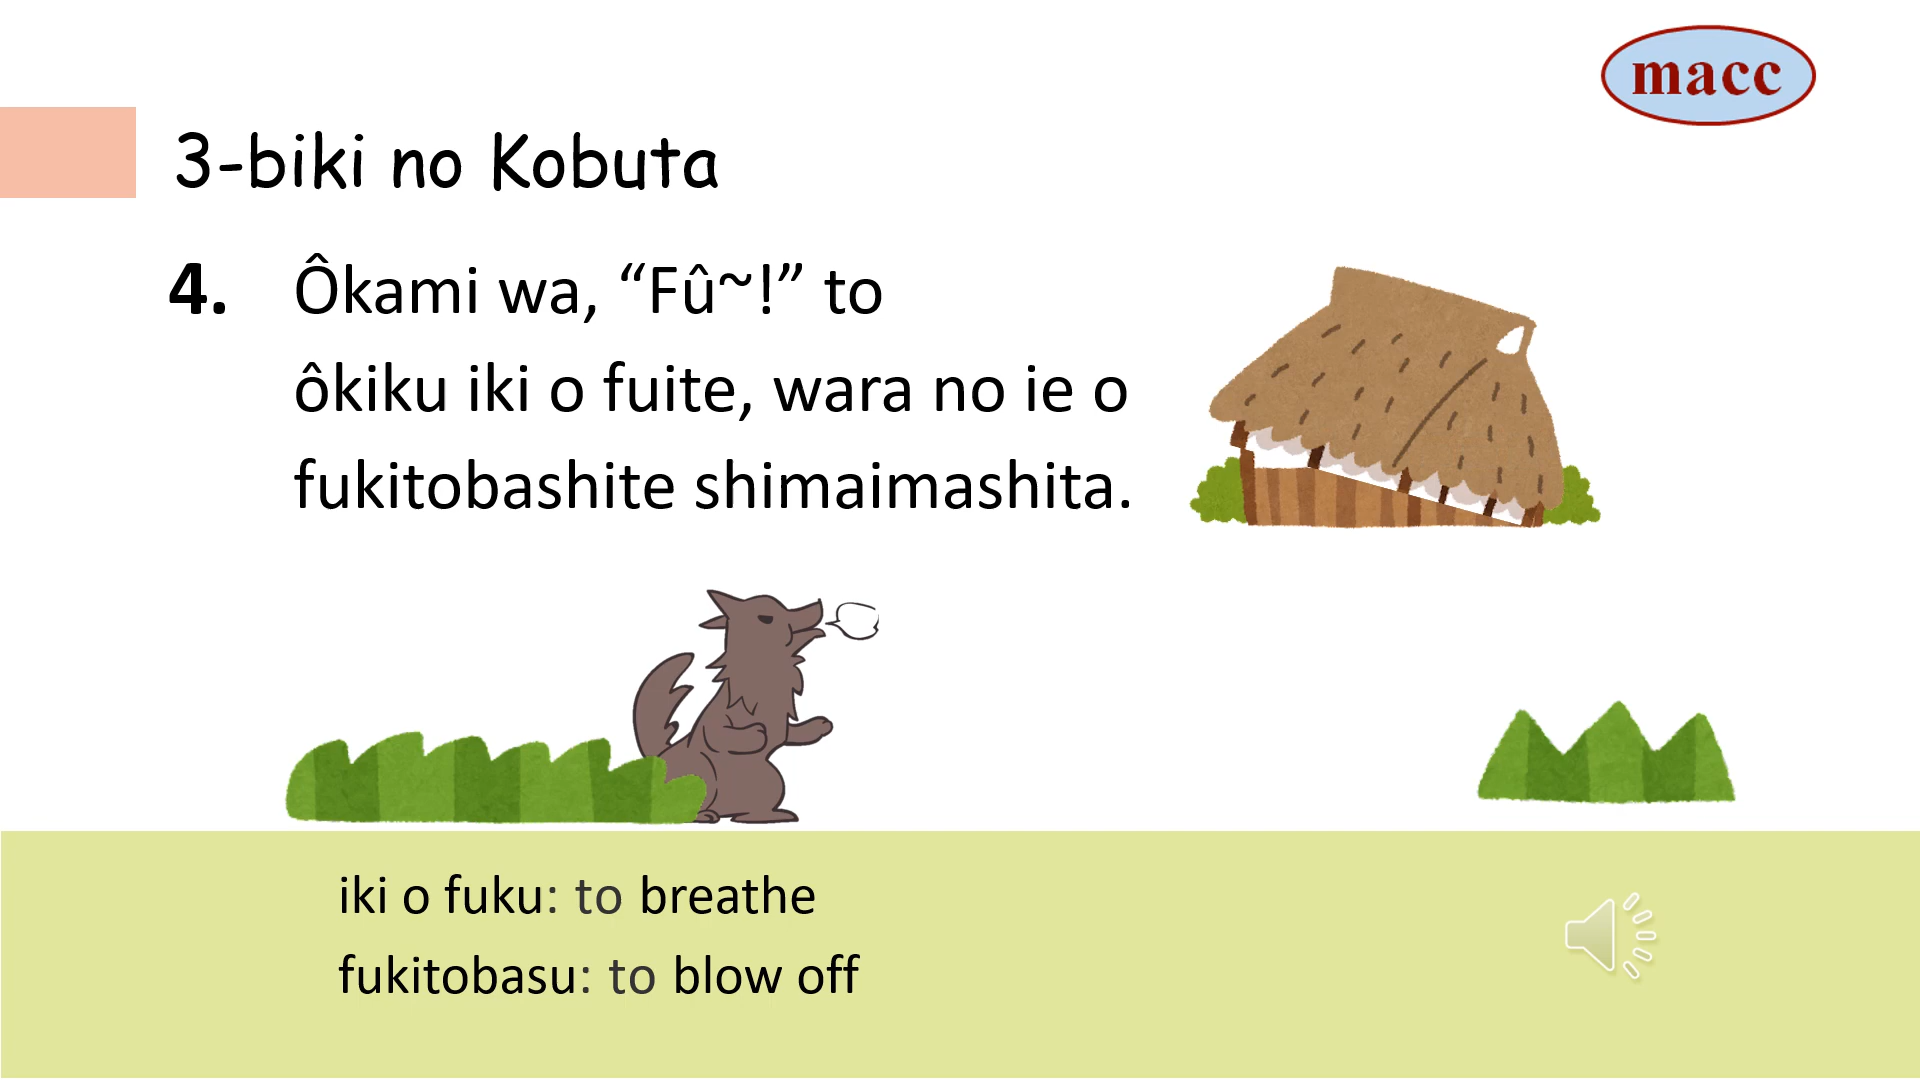 macc
3-biki no Kobuta
4. Ôkami wa, “Fû~!” to
ôkiku iki o fuite, wara no ie o
fukitobashite shimaimashita.
iki o fuku: to breathe
fukitobasu: to blow off